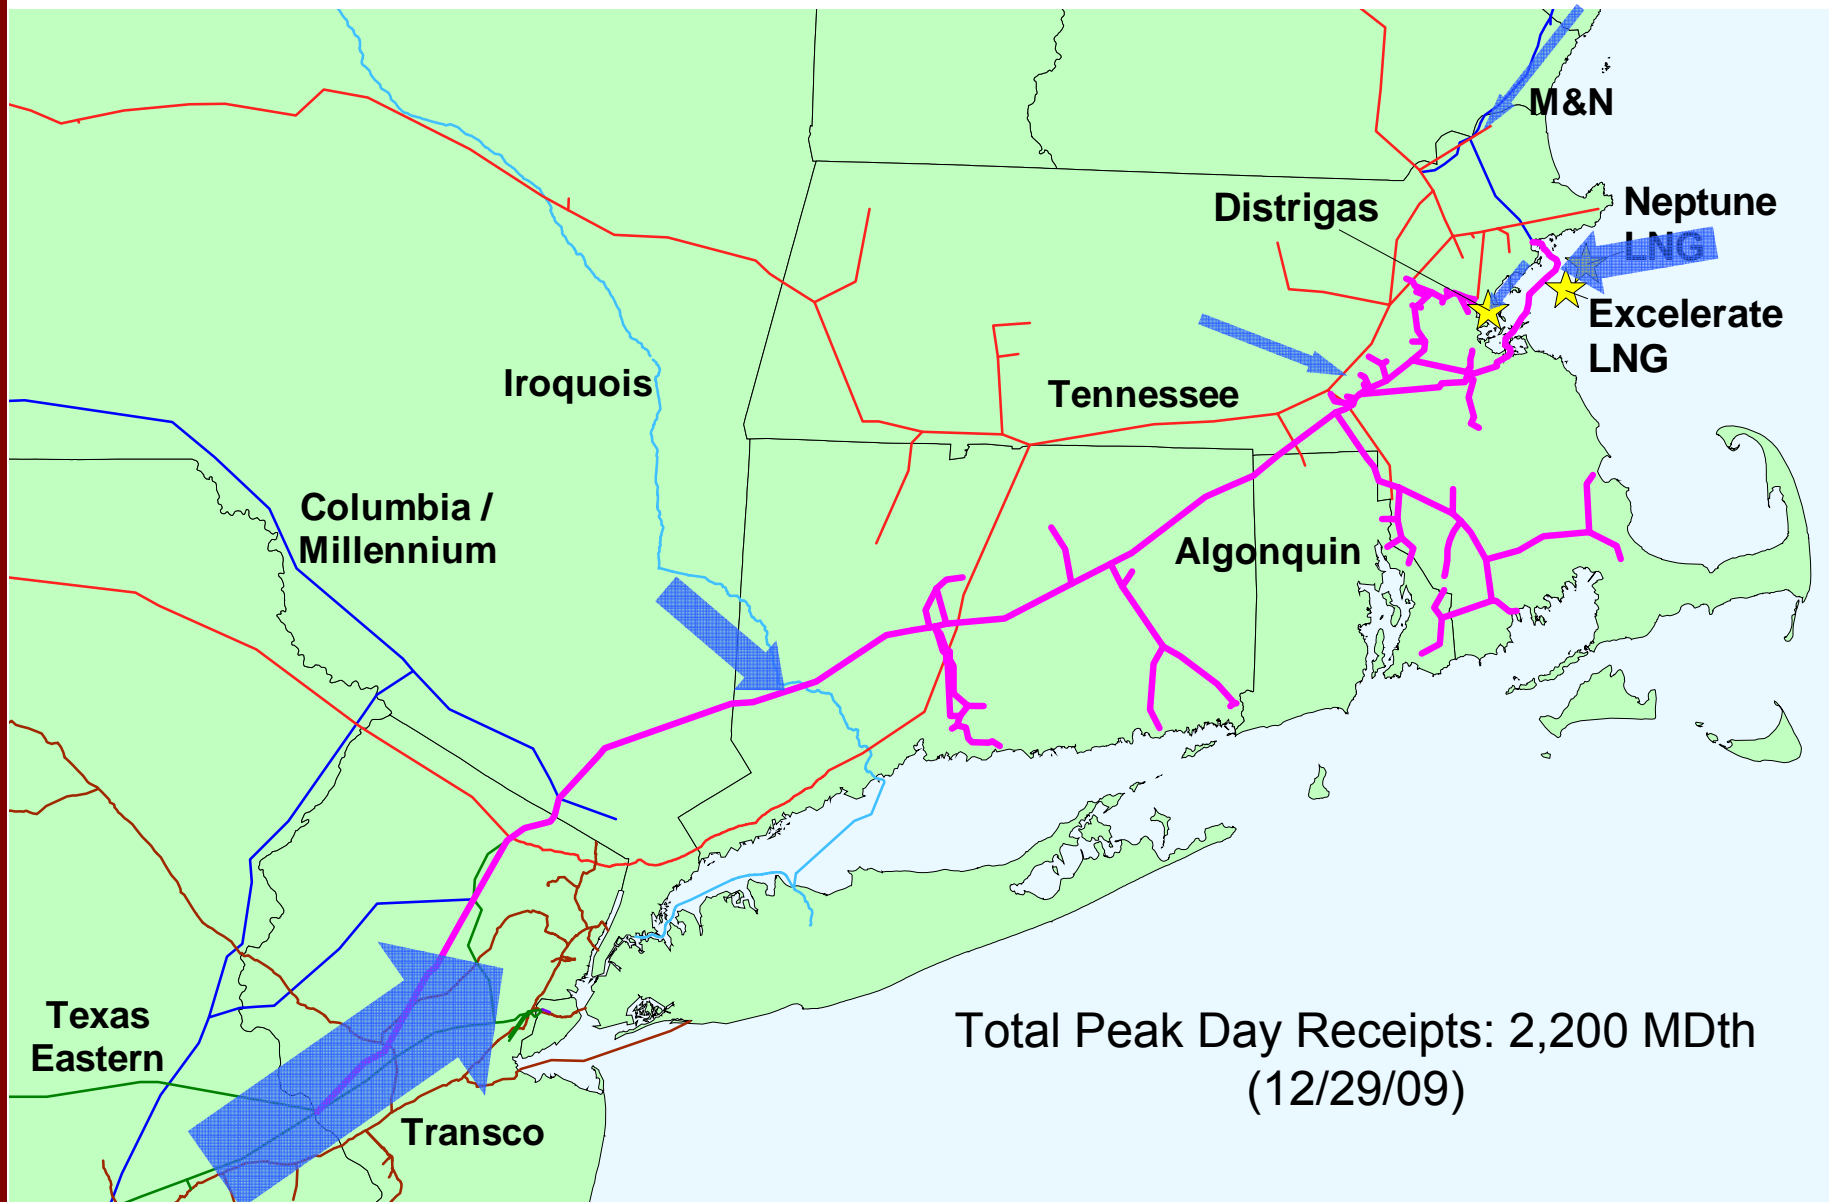 M&N
Distrigas
Neptune
LNG
Excelerate
LNG
Iroquois
Tennessee
Columbia /
Millennium
Algonquin
Texas
Eastern
Transco
Total Peak Day Receipts: 2,200 MDth
(12/29/09)